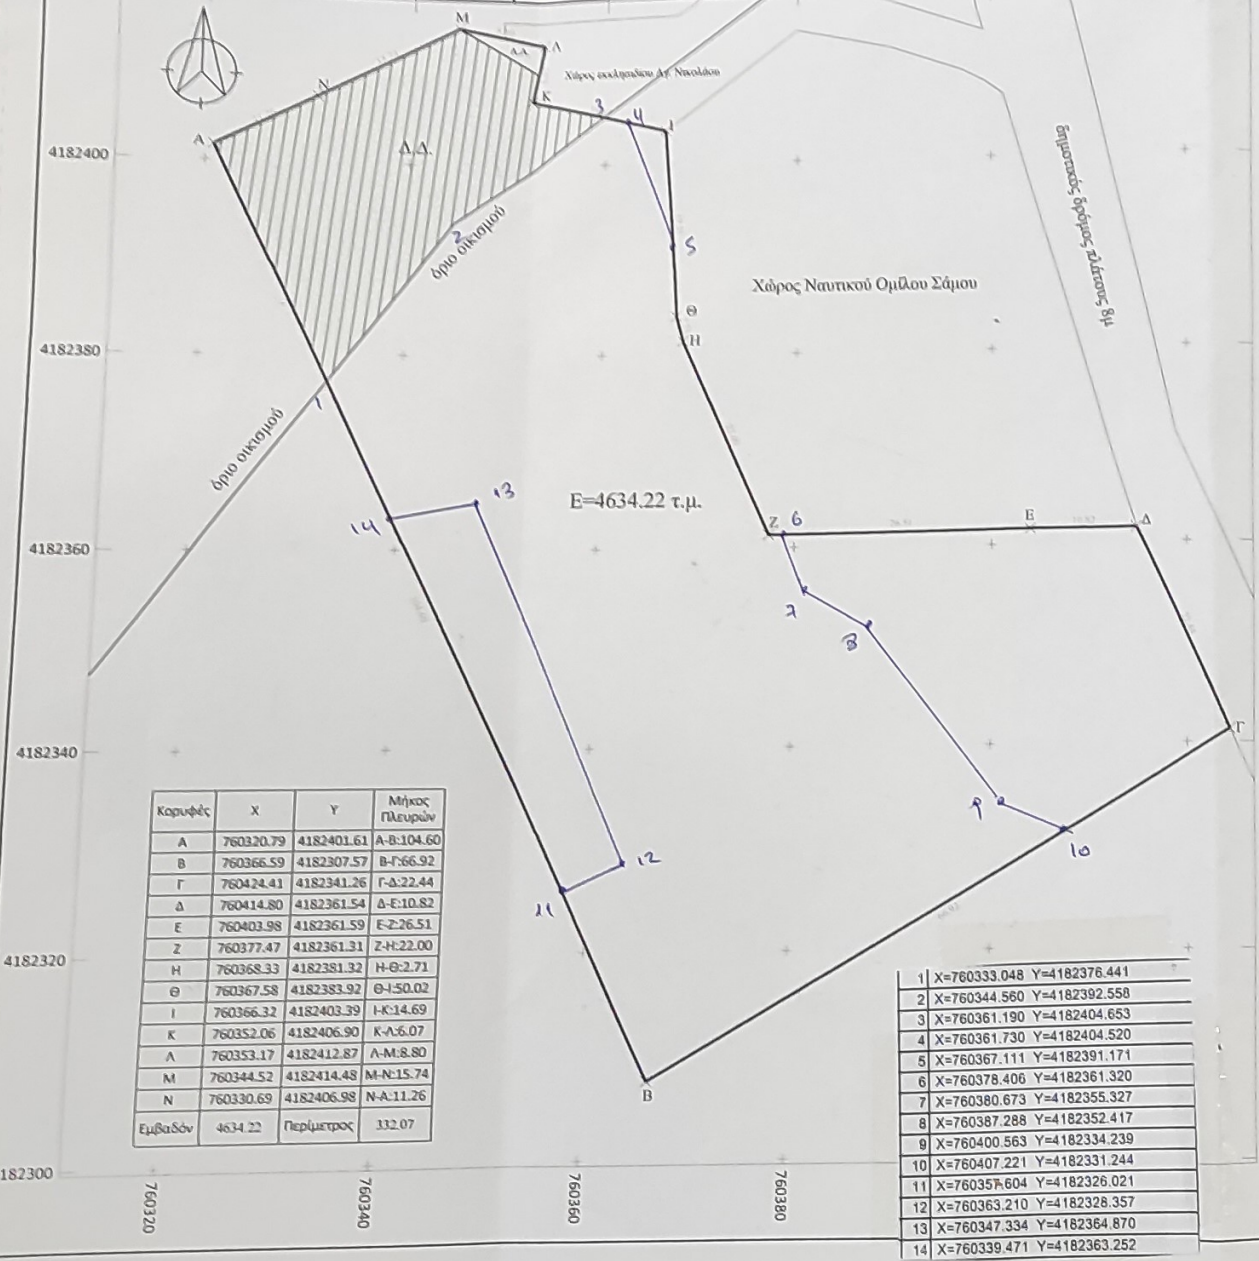 M
Λ
Δ.Δ.
Χώρος εκκλησιδίου Αγ. Νικολάου
N
K
3
4
I
A
4182400
Δ.Δ.
δημοτικός δρόμος πλάτους 8μ
2
όριο οικισμού
5
Χώρος Ναυτικού Ομίλου Σάμου
Θ
H
4182380
1
όριο οικισμού
13
E=4634.22 τ.μ.
14
Z
6
E
Δ
4182360
7
8
Γ
4182340
9
10
12
11
Κορυφές X Y Μήκος Πλευρών
A 760320.79 4182401.61 A-B:104.60
B 760366.59 4182307.57 B-Γ:66.92
Γ 760424.41 4182341.26 Γ-Δ:22.44
Δ 760414.80 4182361.54 Δ-E:10.82
E 760403.98 4182361.59 E-Z:26.51
Z 760377.47 4182361.31 Z-H:22.00
H 760368.33 4182381.32 H-Θ:2.71
Θ 760367.58 4182383.92 Θ-I:50.02
I 760366.32 4182403.39 I-K:14.69
K 760352.06 4182406.90 K-Λ:6.07
Λ 760353.17 4182412.87 Λ-M:8.80
M 760344.52 4182414.48 M-N:15.74
N 760330.69 4182406.98 N-A:11.26
Εμβαδόν 4634.22 Περίμετρος 332.07
4182320
66.92
B
1 X=760333.048 Y=4182376.441
2 X=760344.560 Y=4182392.558
3 X=760361.190 Y=4182404.653
4 X=760361.730 Y=4182404.520
5 X=760367.111 Y=4182391.171
6 X=760378.406 Y=4182361.320
7 X=760380.673 Y=4182355.327
8 X=760387.288 Y=4182352.417
9 X=760400.563 Y=4182334.239
10 X=760407.221 Y=4182331.244
11 X=760357.604 Y=4182326.021
12 X=760363.210 Y=4182328.357
13 X=760347.334 Y=4182364.870
14 X=760339.471 Y=4182363.252
182300
760320
760340
760360
760380